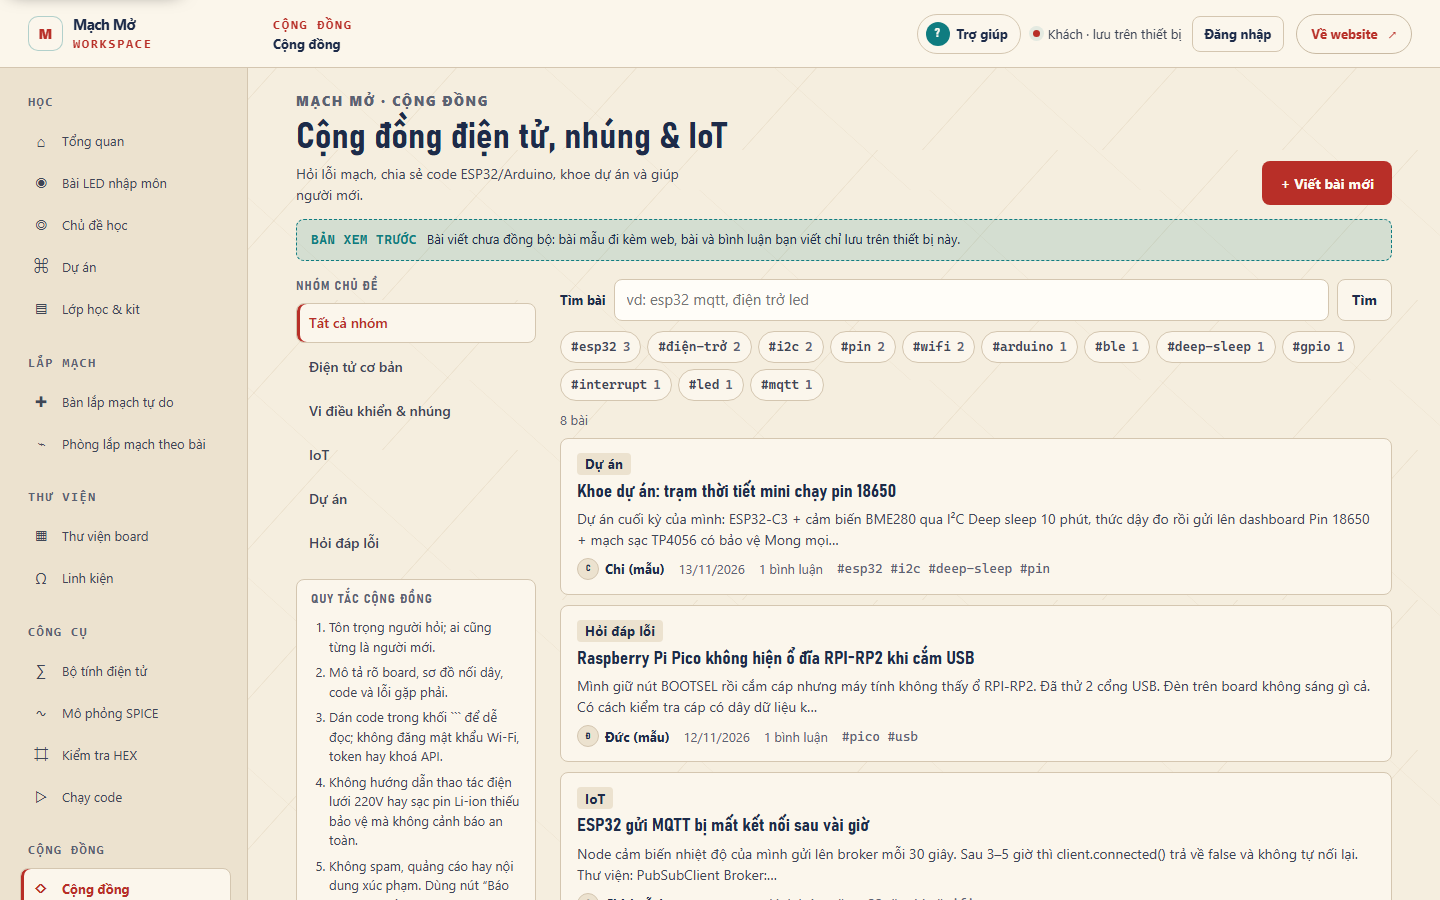 M
Mạch Mở
WORKSPACE
CỘNG ĐỒNG
Cộng đồng
? Trợ giúp
Khách · lưu trên thiết bị
Đăng nhập
Về website ↗
HỌC
Tổng quan
Bài LED nhập môn
Chủ đề học
Dự án
Lớp học & kit
LẮP MẠCH
Bàn lắp mạch tự do
Phòng lắp mạch theo bài
THƯ VIỆN
Thư viện board
Linh kiện
CÔNG CỤ
Bộ tính điện tử
Mô phỏng SPICE
Kiểm tra HEX
Chạy code
CỘNG ĐỒNG
Cộng đồng
MẠCH MỞ · CỘNG ĐỒNG
Cộng đồng điện tử, nhúng & IoT
Hỏi lỗi mạch, chia sẻ code ESP32/Arduino, khoe dự án và giúp
người mới.
+ Viết bài mới
BẢN XEM TRƯỚC Bài viết chưa đồng bộ: bài mẫu đi kèm web, bài và bình luận bạn viết chỉ lưu trên thiết bị này.
NHÓM CHỦ ĐỀ
Tất cả nhóm
Điện tử cơ bản
Vi điều khiển & nhúng
IoT
Dự án
Hỏi đáp lỗi
QUY TẮC CỘNG ĐỒNG
1. Tôn trọng người hỏi; ai cũng
từng là người mới.
2. Mô tả rõ board, sơ đồ nối dây,
code và lỗi gặp phải.
3. Dán code trong khối ``` để dễ
đọc; không đăng mật khẩu Wi-Fi,
token hay khoá API.
4. Không hướng dẫn thao tác điện
lưới 220V hay sạc pin Li-ion thiếu
bảo vệ mà không cảnh báo an
toàn.
5. Không spam, quảng cáo hay nội
dung xúc phạm. Dùng nút "Báo
Tìm bài
vd: esp32 mqtt, điện trở led
Tìm
#esp32 3 #điện-trở 2 #i2c 2 #pin 2 #wifi 2 #arduino 1 #ble 1 #deep-sleep 1 #gpio 1
#interrupt 1 #led 1 #mqtt 1
8 bài
Dự án
Khoe dự án: trạm thời tiết mini chạy pin 18650
Dự án cuối kỳ của mình: ESP32-C3 + cảm biến BME280 qua I²C Deep sleep 10 phút, thức dậy đo rồi gửi lên dashboard Pin 18650
+ mạch sạc TP4056 có bảo vệ Mong mọi...
C Chi (mẫu) 13/11/2026 1 bình luận #esp32 #i2c #deep-sleep #pin
Hỏi đáp lỗi
Raspberry Pi Pico không hiện ổ đĩa RPI-RP2 khi cắm USB
Mình giữ nút BOOTSEL rồi cắm cáp nhưng máy tính không thấy ổ RPI-RP2. Đã thử 2 cổng USB. Đèn trên board không sáng gì cả.
Có cách kiểm tra cáp có dây dữ liệu k...
Đ Đức (mẫu) 12/11/2026 1 bình luận #pico #usb
IoT
ESP32 gửi MQTT bị mất kết nối sau vài giờ
Node cảm biến nhiệt độ của mình gửi lên broker mỗi 30 giây. Sau 3–5 giờ thì client.connected() trả về false và không tự nối lại.
Thư viện: PubSubClient Broker:...